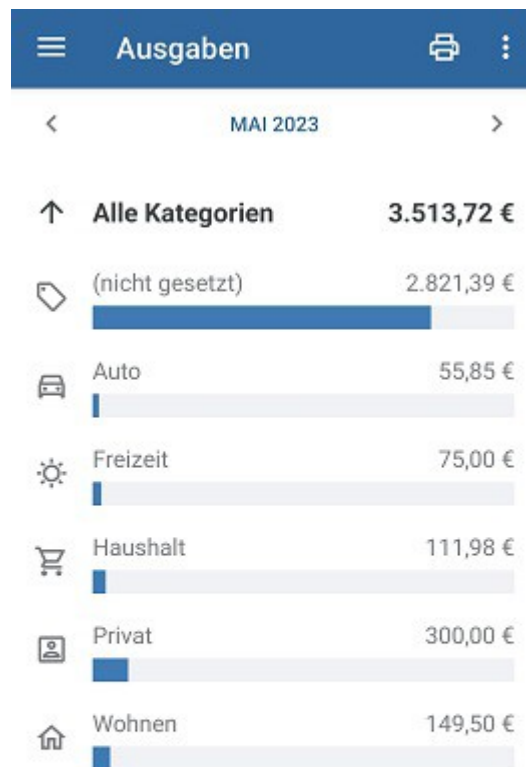 Ausgaben
MAI 2023
Alle Kategorien 3.513,72 €
(nicht gesetzt) 2.821,39 €
Auto 55,85 €
Freizeit 75,00 €
Haushalt 111,98 €
Privat 300,00 €
Wohnen 149,50 €